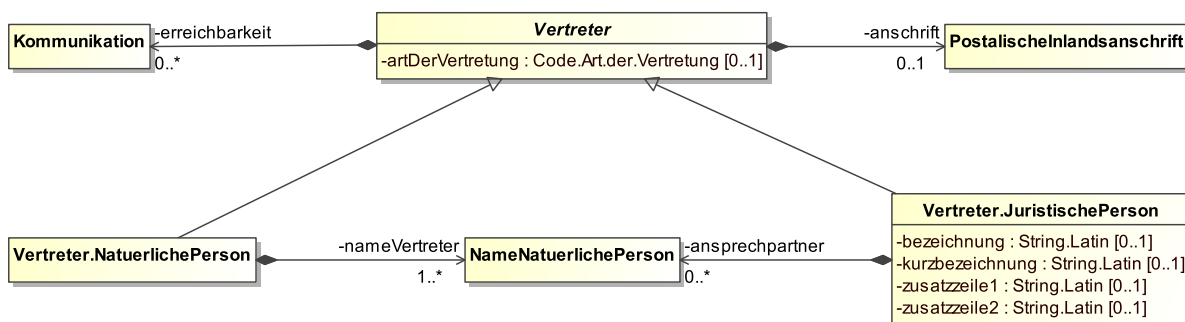 Kommunikation
-erreichbarkeit
0..*
Vertreter
-artDerVertretung : Code.Art.der.Vertretung [0..1]
-anschrift
0..1
PostalischeInlandsanschrift
Vertreter.NatuerlichePerson
-nameVertreter
1..*
NameNatuerlichePerson
-ansprechpartner
0..*
Vertreter.JuristischePerson
-bezeichnung : String.Latin [0..1]
-kurzbezeichnung : String.Latin [0..1]
-zusatzzeile1 : String.Latin [0..1]
-zusatzzeile2 : String.Latin [0..1]